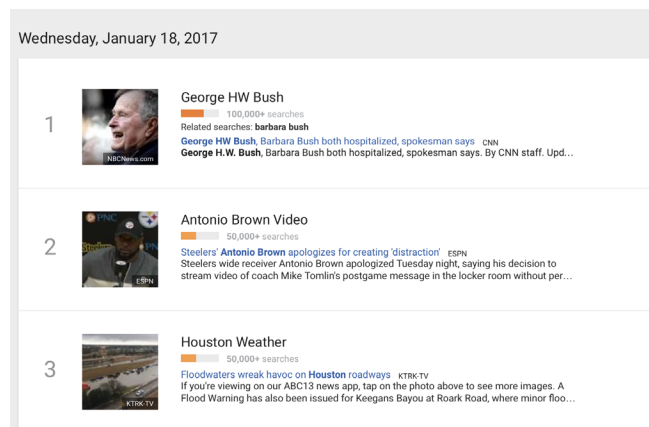 Wednesday, January 18, 2017
1
NBCNews.com
George HW Bush
100,000+ searches
Related searches: barbara bush
George HW Bush, Barbara Bush both hospitalized, spokesman says CNN
George H.W. Bush, Barbara Bush both hospitalized, spokesman says. By CNN staff. Upd...
2
PNC
Steelers
PN
ESPN
Antonio Brown Video
50,000+ searches
Steelers' Antonio Brown apologizes for creating 'distraction' ESPN
Steelers wide receiver Antonio Brown apologized Tuesday night, saying his decision to
stream video of coach Mike Tomlin's postgame message in the locker room without per...
3
KTRK-TV
Houston Weather
50,000+ searches
Floodwaters wreak havoc on Houston roadways KTRK-TV
If you're viewing on our ABC13 news app, tap on the photo above to see more images. A
Flood Warning has also been issued for Keegans Bayou at Roark Road, where minor floo...